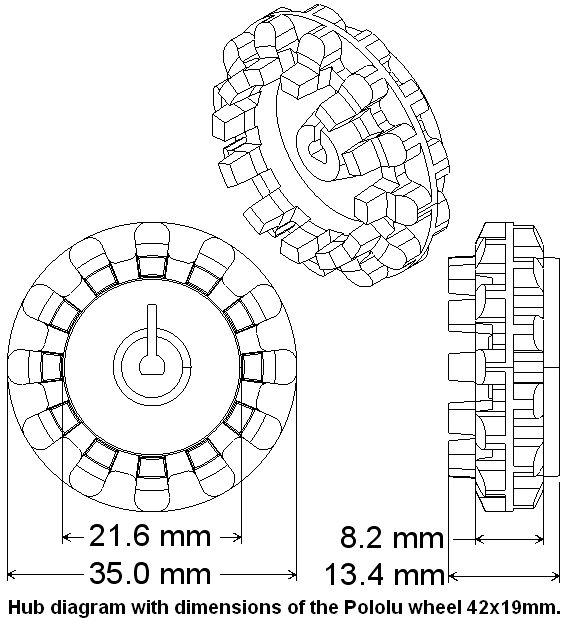 21.6 mm
35.0 mm
8.2 mm
13.4 mm
Hub diagram with dimensions of the Pololu wheel 42x19mm.